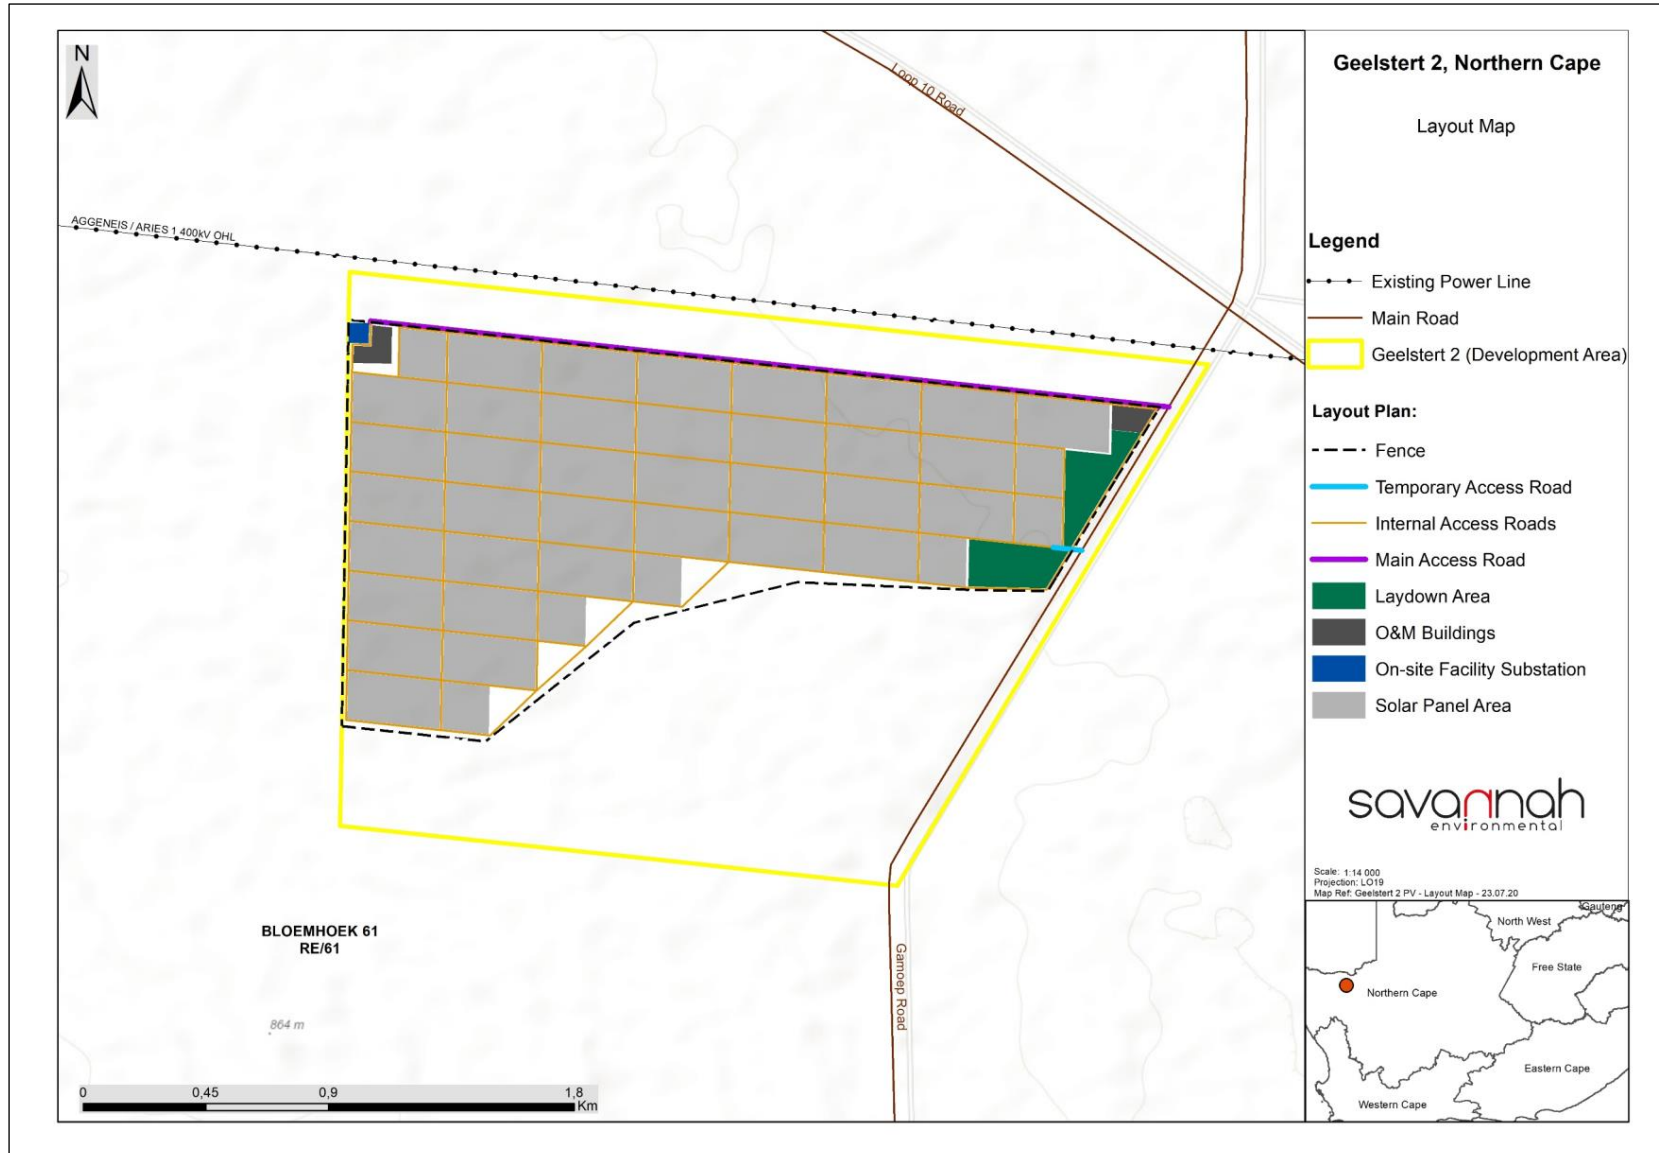 N
Loop 10 Road
AGGENEIS / ARIES 1 400kV OHL
BLOEMHOEK 61
RE/61
864 m
Gamoep Road
0 0,45 0,9 1,8
Km
Geelstert 2, Northern Cape
Layout Map
Legend
Existing Power Line
Main Road
Geelstert 2 (Development Area)
Layout Plan:
Fence
Temporary Access Road
Internal Access Roads
Main Access Road
Laydown Area
O&M Buildings
On-site Facility Substation
Solar Panel Area
savannah
environmental
Scale: 1:14 000
Projection: LO19
Map Ref: Geelstert 2 PV - Layout Map - 23.07.20
Gauteng
North West
Free State
Northern Cape
Eastern Cape
Western Cape